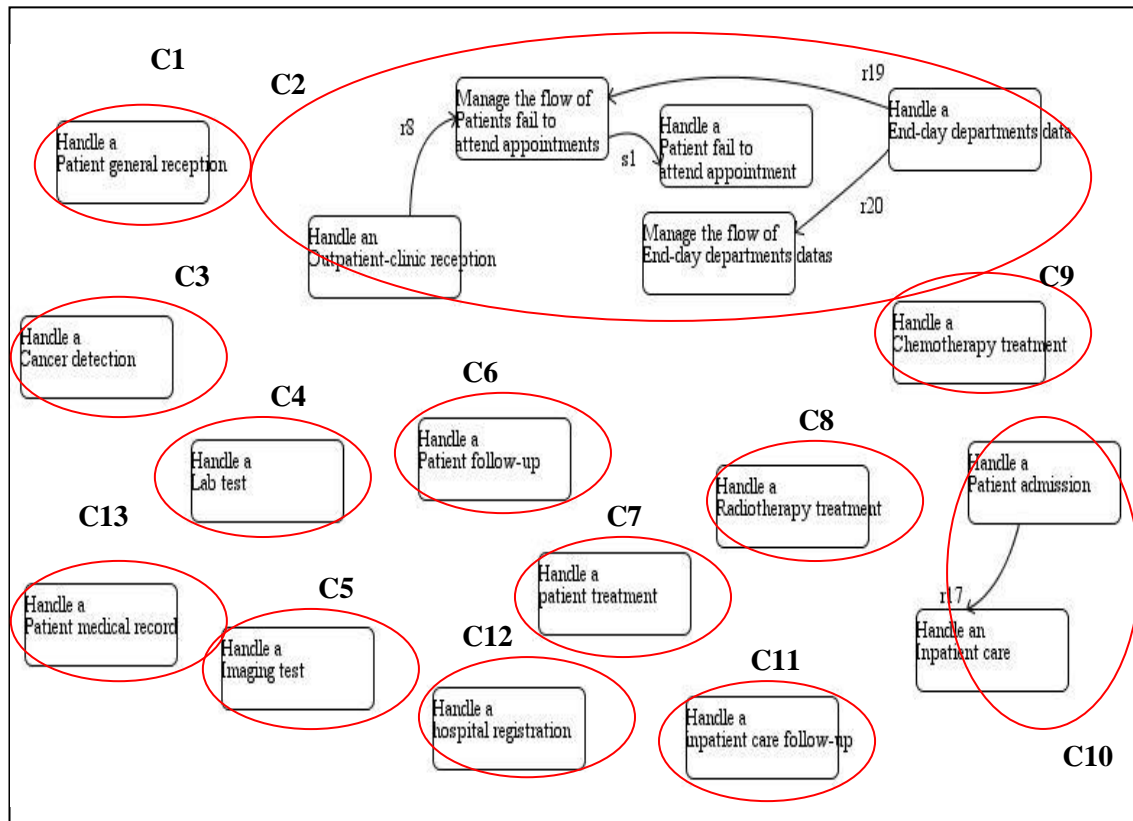 C1
C2
r19
Manage the flow of
Patients fail to
attend appointments
Handle a
End-day departments data
Handle a
Patient fail to
attend appointment
r8
s1
Handle a
Patient general reception
r20
Handle an
Outpatient-clinic reception
Manage the flow of
End-day departments datas
C3
C9
Handle a
Cancer detection
Handle a
Chemotherapy treatment
C6
C4
C8
Handle a
Patient follow-up
Handle a
Lab test
Handle a
Patient admission
Handle a
Radiotherapy treatment
C13
C7
Handle a
patient treatment
C5
r17
Handle a
Patient medical record
Handle a
Imaging test
C12
Handle an
Inpatient care
C11
Handle a
hospital registration
Handle a
inpatient care follow-up
C10